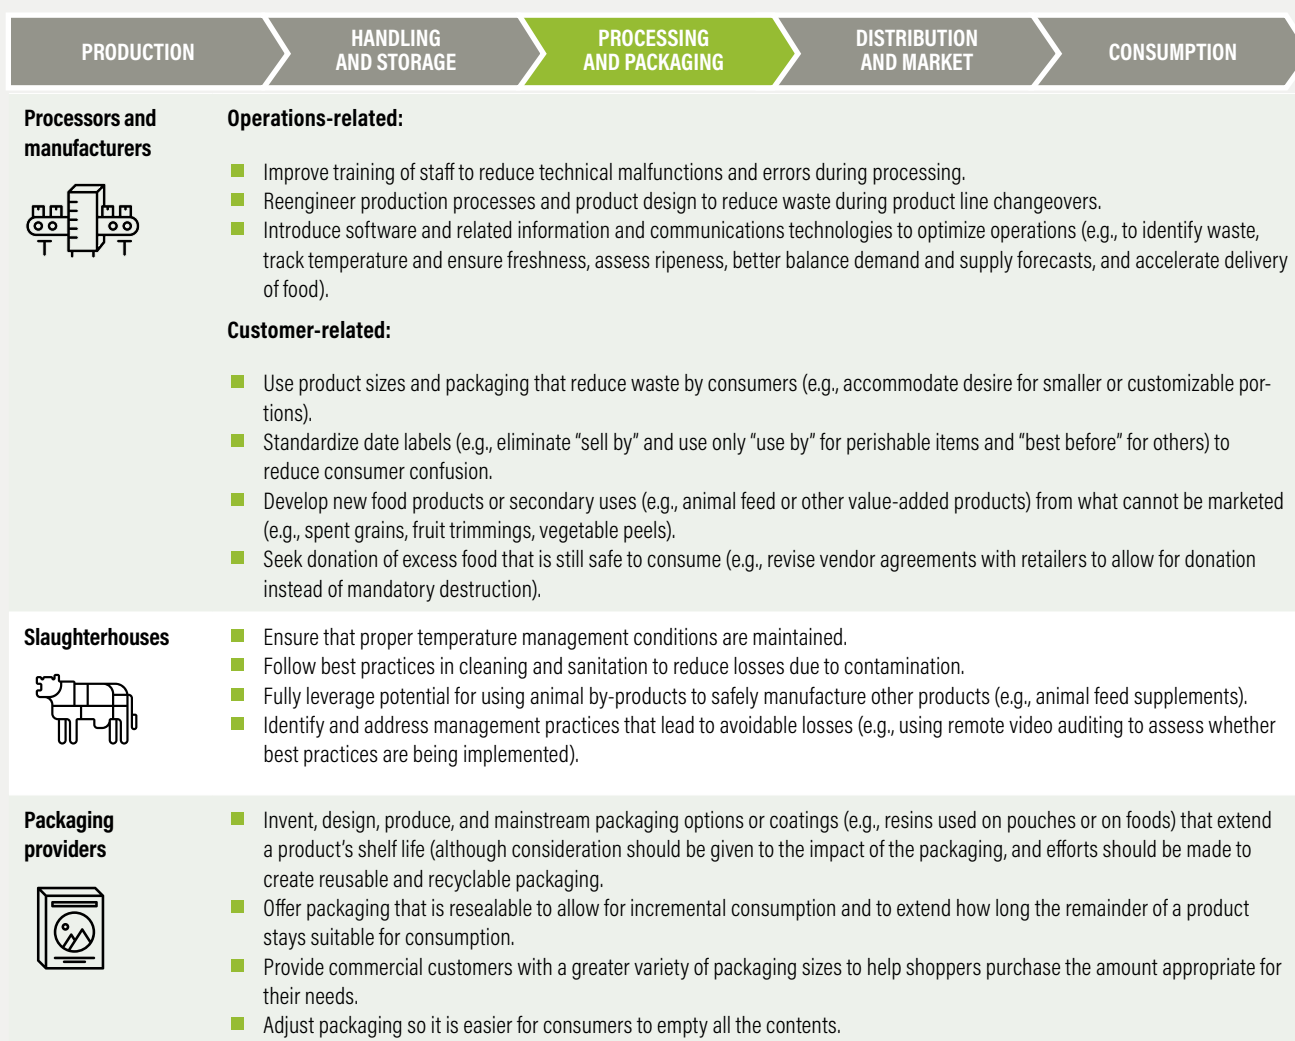 PRODUCTION
HANDLING
AND STORAGE
PROCESSING
AND PACKAGING
DISTRIBUTION
AND MARKET
CONSUMPTION
Processors and
manufacturers
Operations-related:
Improve training of staff to reduce technical malfunctions and errors during processing.
Reengineer production processes and product design to reduce waste during product line changeovers.
Introduce software and related information and communications technologies to optimize operations (e.g., to identify waste,
track temperature and ensure freshness, assess ripeness, better balance demand and supply forecasts, and accelerate delivery
of food).
Customer-related:
Use product sizes and packaging that reduce waste by consumers (e.g., accommodate desire for smaller or customizable por-
tions).
Standardize date labels (e.g., eliminate “sell by” and use only “use by” for perishable items and “best before” for others) to
reduce consumer confusion.
Develop new food products or secondary uses (e.g., animal feed or other value-added products) from what cannot be marketed
(e.g., spent grains, fruit trimmings, vegetable peels).
Seek donation of excess food that is still safe to consume (e.g., revise vendor agreements with retailers to allow for donation
instead of mandatory destruction).
Slaughterhouses
Ensure that proper temperature management conditions are maintained.
Follow best practices in cleaning and sanitation to reduce losses due to contamination.
Fully leverage potential for using animal by-products to safely manufacture other products (e.g., animal feed supplements).
Identify and address management practices that lead to avoidable losses (e.g., using remote video auditing to assess whether
best practices are being implemented).
Packaging
providers
Invent, design, produce, and mainstream packaging options or coatings (e.g., resins used on pouches or on foods) that extend
a product’s shelf life (although consideration should be given to the impact of the packaging, and efforts should be made to
create reusable and recyclable packaging.
Offer packaging that is resealable to allow for incremental consumption and to extend how long the remainder of a product
stays suitable for consumption.
Provide commercial customers with a greater variety of packaging sizes to help shoppers purchase the amount appropriate for
their needs.
Adjust packaging so it is easier for consumers to empty all the contents.